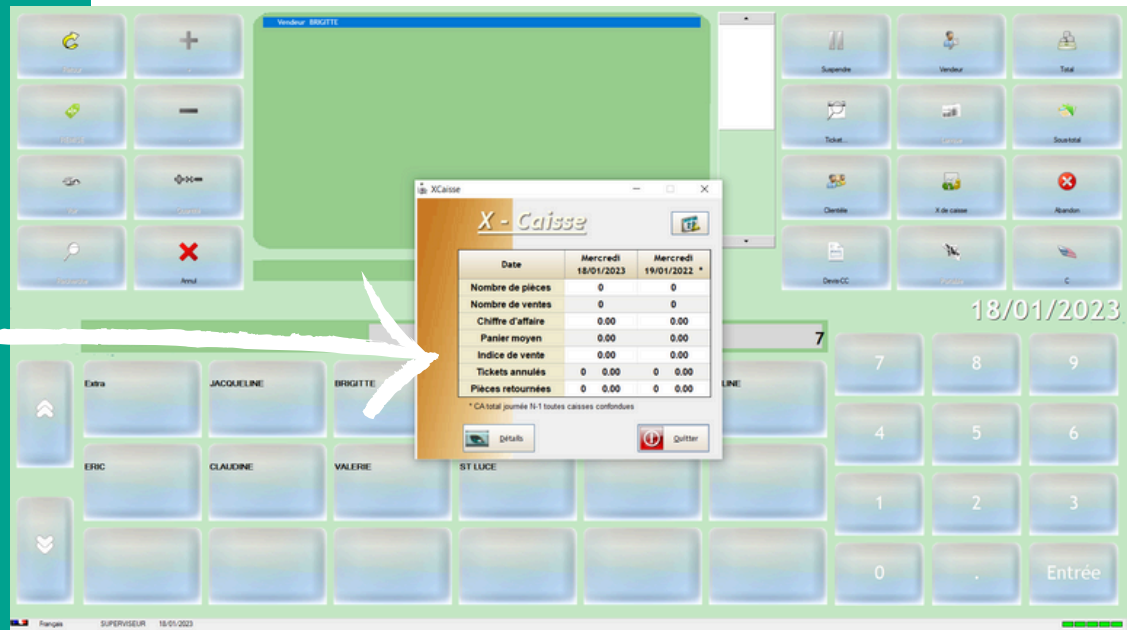 Vendeur BRIGITTE
Retour
Suspendre
Vendeur
Total
Ticket...
Sous-total
Quantité
Clientèle
X de caisse
Abandon
Annul
Devis-CC
C
18/01/2023
7
XCaisse
X - Caisse
Date Mercredi 18/01/2023 Mercredi 19/01/2022 *
Nombre de pièces 0 0
Nombre de ventes 0 0
Chiffre d'affaire 0.00 0.00
Panier moyen 0.00 0.00
Indice de vente 0.00 0.00
Tickets annulés 0 0.00 0 0.00
Pièces retournées 0 0.00 0 0.00
* CA total journée N-1 toutes caisses confondues
Détails
Quitter
Extra
JACQUELINE
BRIGITTE
LINE
ERIC
CLAUDINE
VALERIE
ST LUCE
7 8 9
4 5 6
1 2 3
0 . Entrée
Français SUPERVISEUR 18/01/2023